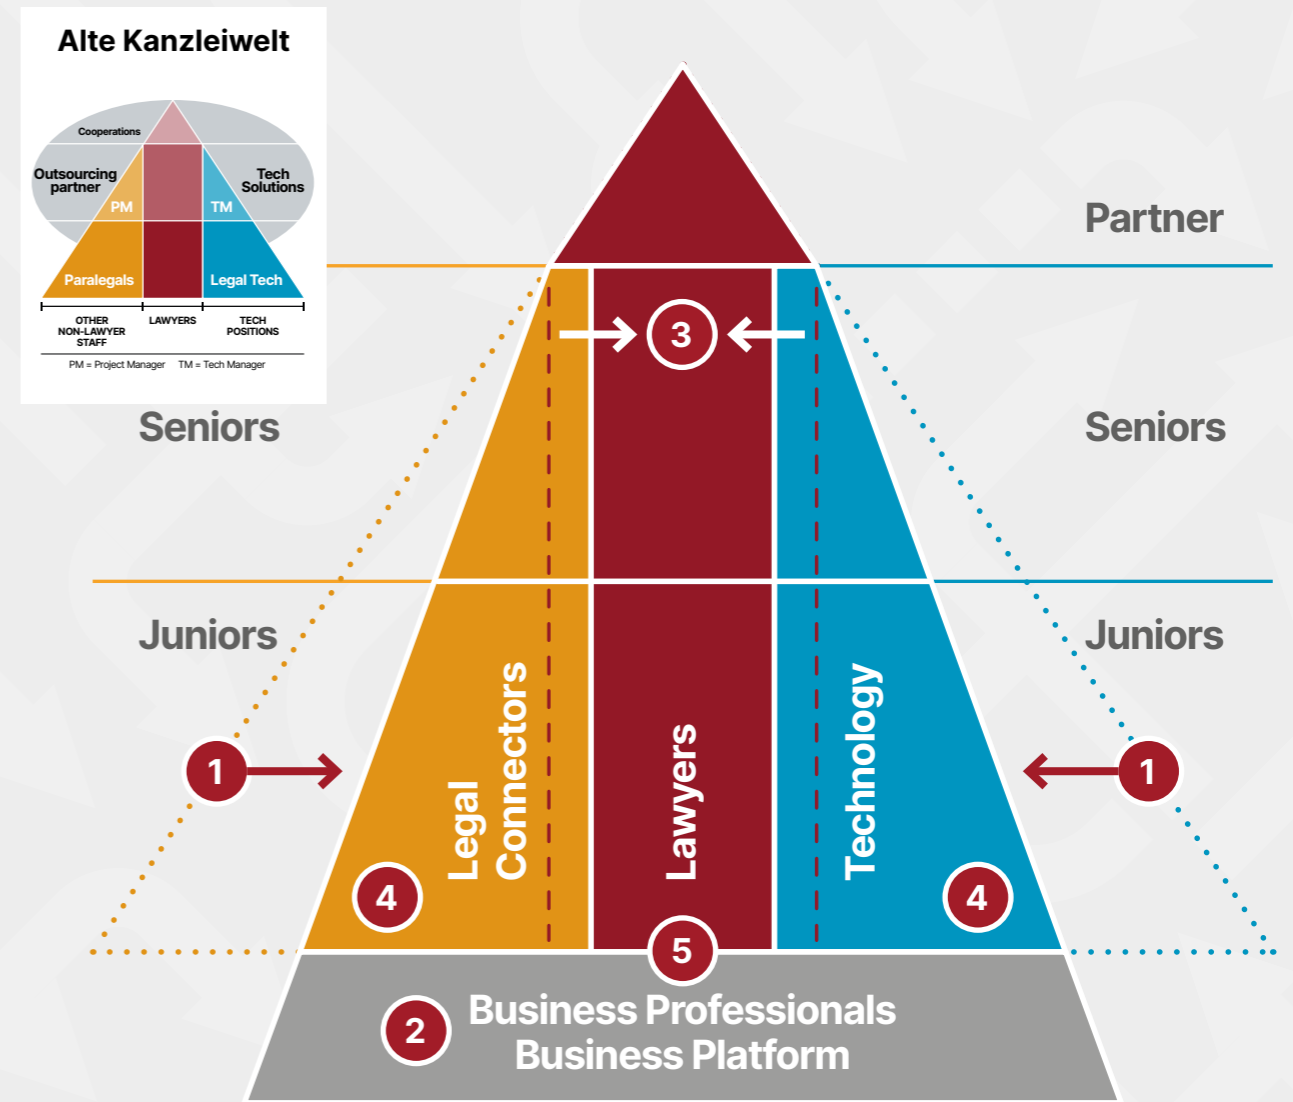 Alte Kanzleiwelt
Cooperations
Outsourcing
partner
Tech
Solutions
PM
TM
Paralegals
Legal Tech
OTHER
NON-LAWYER
STAFF
LAWYERS
TECH
POSITIONS
PM = Project Manager
TM = Tech Manager
Partner
3
Seniors
Seniors
Juniors
Juniors
1
1
Legal
Connectors
Lawyers
Technology
4
4
5
2
Business Professionals
Business Platform